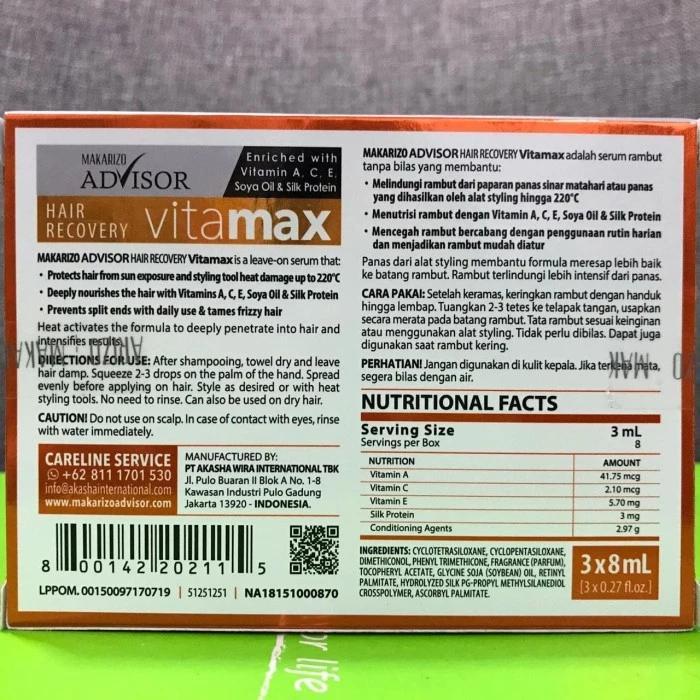 MAKARIZO
ADVISOR
Enriched with
Vitamin A, C, E,
Soya Oil & Silk Protein
HAIR
RECOVERY
vitamax
MAKARIZO ADVISOR HAIR RECOVERY Vitamax is a leave-on serum that:
• Protects hair from sun exposure and styling tool heat damage up to 220°C
• Deeply nourishes the hair with Vitamins A, C, E, Soya Oil & Silk Protein
• Prevents split ends with daily use & tames frizzy hair
Heat activates the formula to deeply penetrate into hair and
intensifies results.
DIRECTIONS FOR USE: After shampooing, towel dry and leave
hair damp. Squeeze 2-3 drops on the palm of the hand. Spread
evenly before applying on hair. Style as desired or with heat
styling tools. No need to rinse. Can also be used on dry hair.
CAUTION! Do not use on scalp. In case of contact with eyes, rinse
with water immediately.
CARELINE SERVICE
+62 811 1701 530
info@akashainternational.com
www.makarizoadvisor.com
MANUFACTURED BY:
PT AKASHA WIRA INTERNATIONAL TBK
Jl. Pulo Buaran II Blok A No. 1-8
Kawasan Industri Pulo Gadung
Jakarta 13920 - INDONESIA.
8 00142 20211 5
LPPOM. 00150097170719 | 51251251 | NA18151000870
MAKARIZO ADVISOR HAIR RECOVERY Vitamax adalah serum rambut
tanpa bilas yang membantu:
• Melindungi rambut dari paparan panas sinar matahari atau panas
yang dihasilkan oleh alat styling hingga 220°C
• Menutrisi rambut dengan Vitamin A, C, E, Soya Oil & Silk Protein
• Mencegah rambut bercabang dengan penggunaan rutin harian
dan menjadikan rambut mudah diatur
Panas dari alat styling membantu formula meresap lebih baik
ke batang rambut. Rambut terlindungi lebih intensif dari panas.
CARA PAKAI: Setelah keramas, keringkan rambut dengan handuk
hingga lembap. Tuangkan 2-3 tetes ke telapak tangan, usapkan
secara merata pada batang rambut. Tata rambut sesuai keinginan
atau menggunakan alat styling. Tidak perlu dibilas. Dapat juga
digunakan saat rambut kering.
PERHATIAN! Jangan digunakan di kulit kepala. Jika terkena mata,
segera bilas dengan air.
NUTRITIONAL FACTS
Serving Size 3 mL
Servings per Box 8
NUTRITION AMOUNT
Vitamin A 41.75 mcg
Vitamin C 2.10 mcg
Vitamin E 5.70 mg
Silk Protein 3 mg
Conditioning Agents 2.97 g
INGREDIENTS: CYCLOTETRASILOXANE, CYCLOPENTASILOXANE,
DIMETHICONOL, PHENYL TRIMETHICONE, FRAGRANCE (PARFUM),
TOCOPHERYL ACETATE, GLYCINE SOJA (SOYBEAN) OIL, RETINYL
PALMITATE, HYDROLYZED SILK PG-PROPYL METHYLSILANEDIOL
CROSSPOLYMER, ASCORBYL PALMITATE.
3x8mL
[3 x 0.27 fl.oz.]
or life